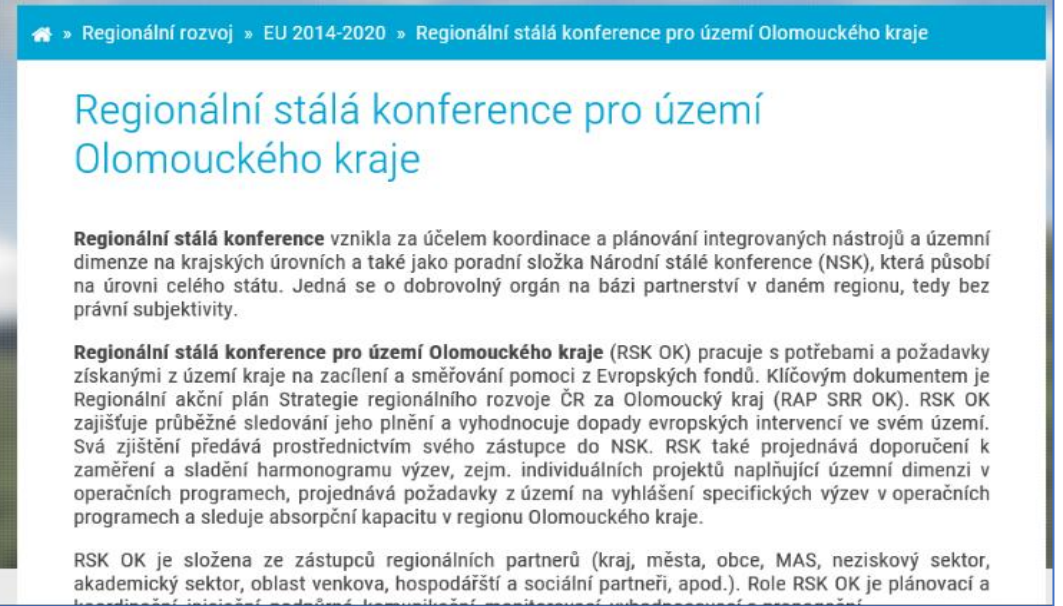 » Regionální rozvoj » EU 2014-2020 » Regionální stálá konference pro území Olomouckého kraje
Regionální stálá konference pro území
Olomouckého kraje
Regionální stálá konference vznikla za účelem koordinace a plánování integrovaných nástrojů a územní
dimenze na krajských úrovních a také jako poradní složka Národní stálé konference (NSK), která působí
na úrovni celého státu. Jedná se o dobrovolný orgán na bázi partnerství v daném regionu, tedy bez
právní subjektivity.
Regionální stálá konference pro území Olomouckého kraje (RSK OK) pracuje s potřebami a požadavky
získanými z území kraje na zacílení a směřování pomoci z Evropských fondů. Klíčovým dokumentem je
Regionální akční plán Strategie regionálního rozvoje ČR za Olomoucký kraj (RAP SRR OK). RSK OK
zajišťuje průběžné sledování jeho plnění a vyhodnocuje dopady evropských intervencí ve svém území.
Svá zjištění předává prostřednictvím svého zástupce do NSK. RSK také projednává doporučení k
zaměření a sladění harmonogramu výzev, zejm. individuálních projektů naplňující územní dimenzi v
operačních programech, projednává požadavky z území na vyhlášení specifických výzev v operačních
programech a sleduje absorpční kapacitu v regionu Olomouckého kraje.
RSK OK je složena ze zástupců regionálních partnerů (kraj, města, obce, MAS, neziskový sektor,
akademický sektor, oblast venkova, hospodářští a sociální partneři, apod.). Role RSK OK je plánovací a